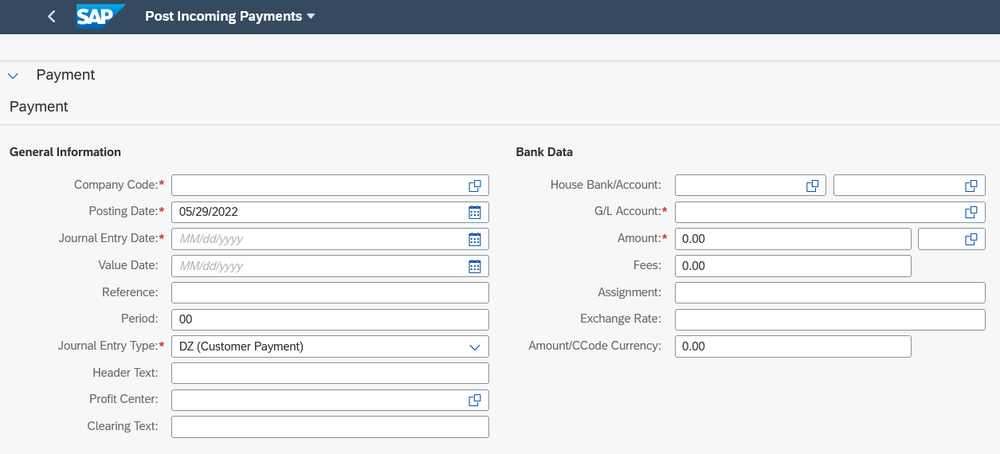 SAP Post Incoming Payments
Payment
Payment
General Information
Company Code:*
Posting Date:* 05/29/2022
Journal Entry Date:* MM/dd/yyyy
Value Date: MM/dd/yyyy
Reference:
Period: 00
Journal Entry Type:* DZ (Customer Payment)
Header Text:
Profit Center:
Clearing Text:
Bank Data
House Bank/Account:
G/L Account:*
Amount:* 0.00
Fees: 0.00
Assignment:
Exchange Rate:
Amount/CCode Currency: 0.00